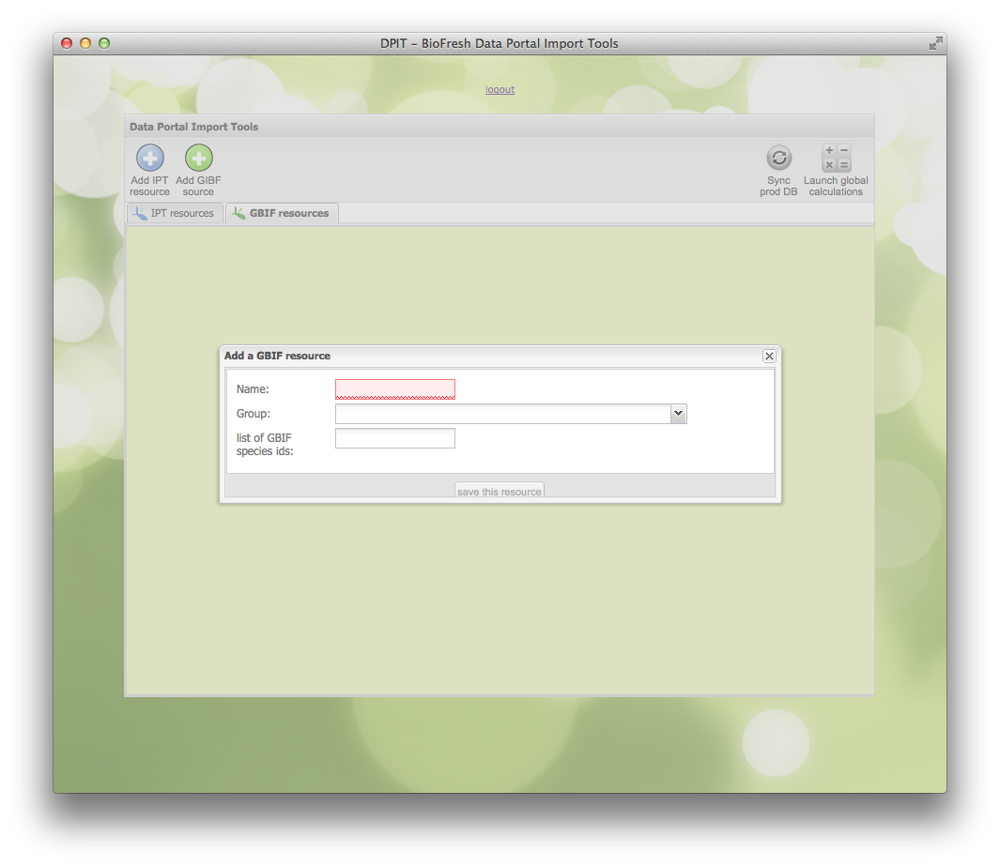 DPIT – BioFresh Data Portal Import Tools
logout
Data Portal Import Tools
Add IPT
resource
Add GIBF
source
Sync
prod DB
Launch global
calculations
IPT resources
GBIF resources
Add a GBIF resource
Name:
Group:
list of GBIF
species ids:
save this resource